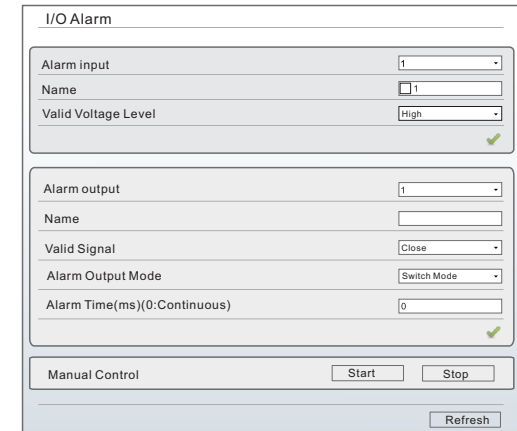 I/O Alarm
Alarm input 1
Name 1
Valid Voltage Level High
Alarm output 1
Name
Valid Signal Close
Alarm Output Mode Switch Mode
Alarm Time(ms)(0:Continuous) 0
Manual Control Start Stop
Refresh